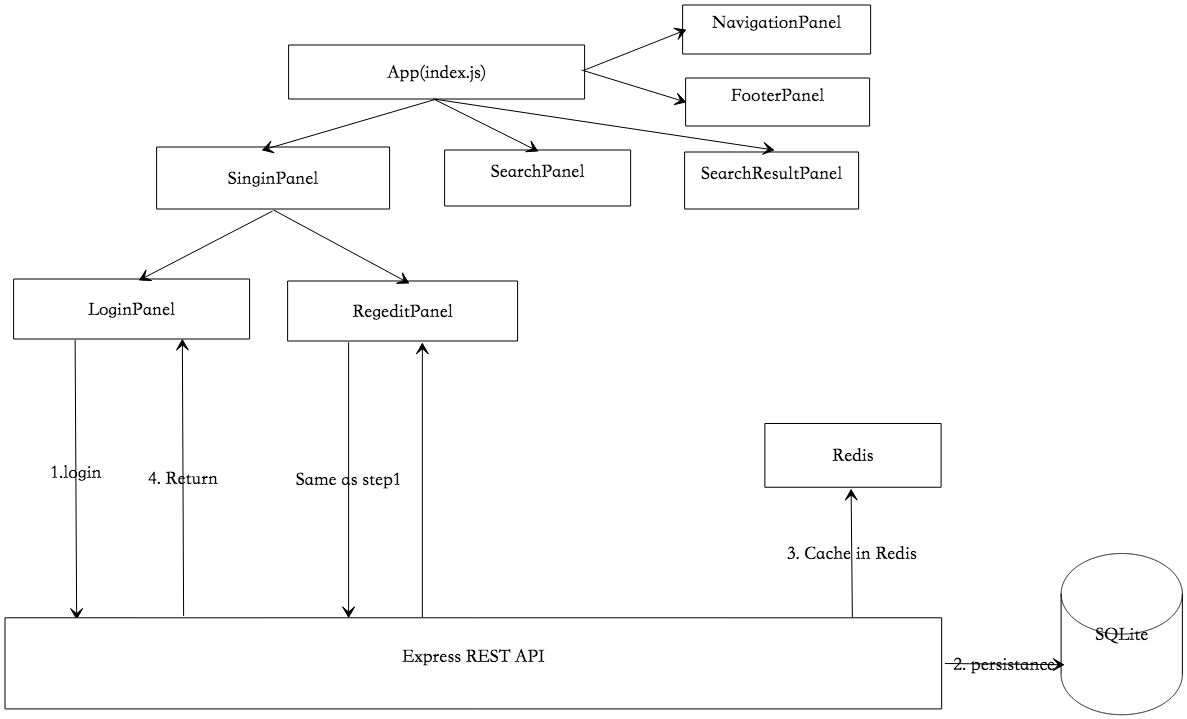 NavigationPanel
App(index.js)
FooterPanel
SinginPanel
SearchPanel
SearchResultPanel
LoginPanel
RegeditPanel
Redis
1.login
4. Return
Same as step1
3. Cache in Redis
SQLite
Express REST API
2. persistance